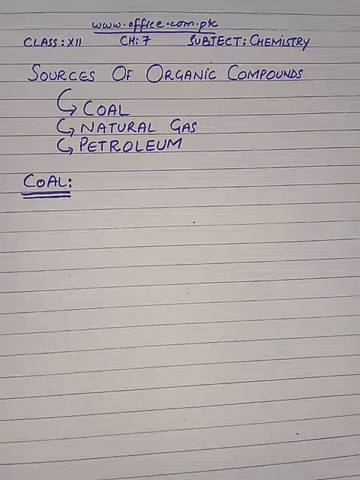 www.office.com.pk
CLASS: XII CH: 7 SUBJECT: CHEMISTRY
SOURCES OF ORGANIC COMPOUNDS
COAL
NATURAL GAS
PETROLEUM
COAL: